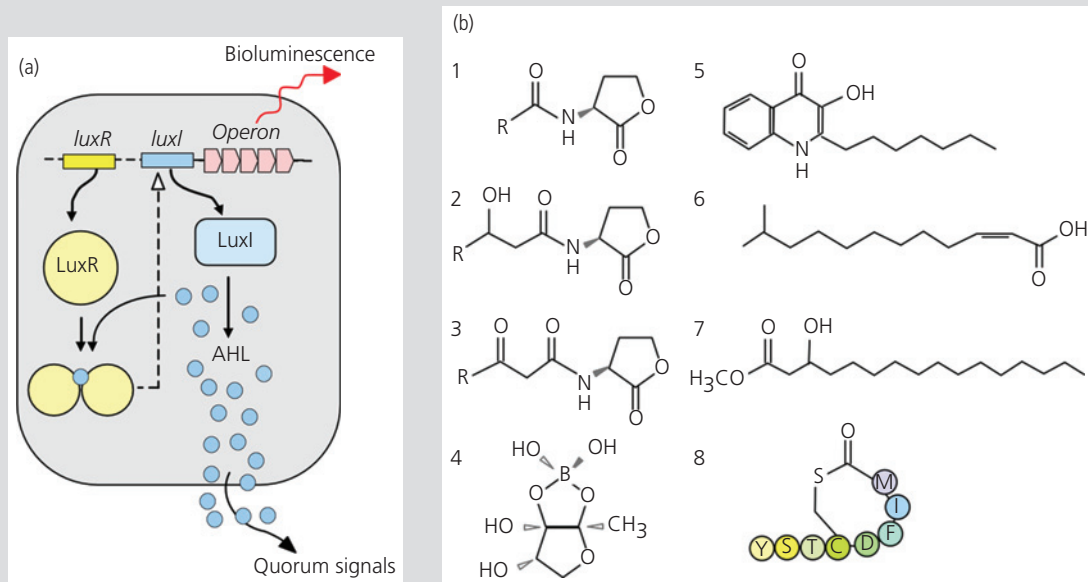 (a)
Bioluminescence
luxR
luxI
Operon
LuxR
LuxI
AHL
Quorum signals
(b)
1
O
R
N
H
O
O
2
OH
O
R
N
H
O
O
3
O
O
R
N
H
O
O
4
HO
OH
B
O
O
HO
CH3
HO
O
5
O
OH
N
H
6
OH
O
7
O
OH
H3CO
8
O
S
M
I
F
D
C
T
S
Y